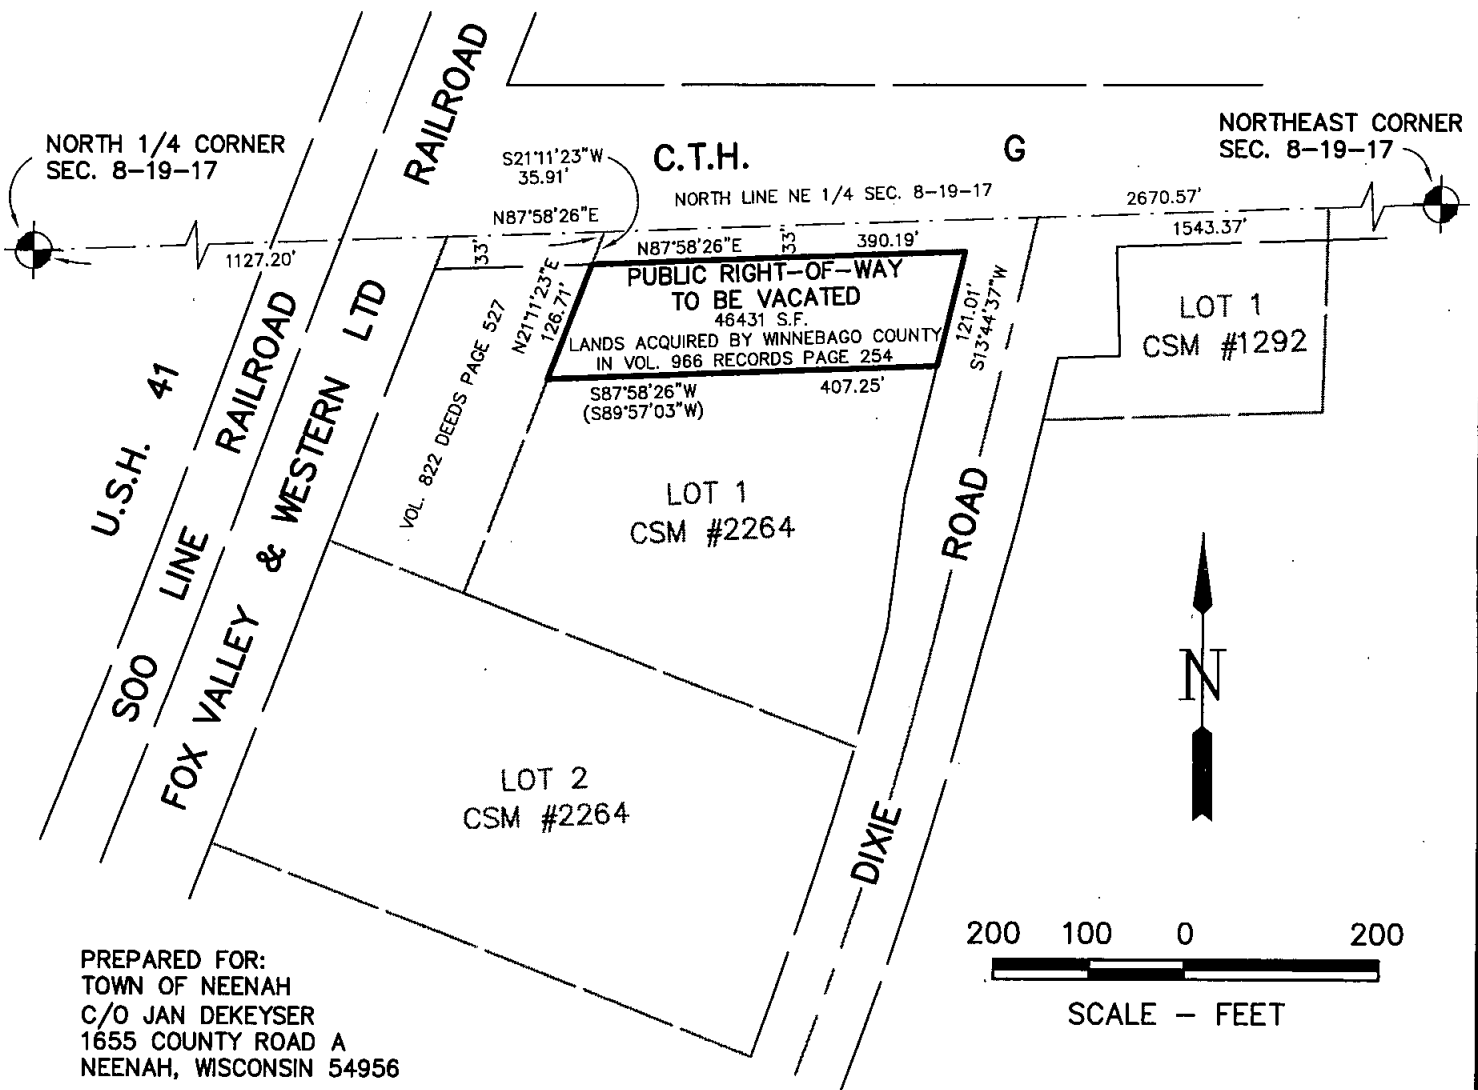 NORTH 1/4 CORNER
SEC. 8-19-17
RAILROAD
S21°11'23"W
35.91'
C.T.H.
G
NORTHEAST CORNER
SEC. 8-19-17
NORTH LINE NE 1/4 SEC. 8-19-17
2670.57'
1543.37'
N87°58'26"E
1127.20'
33'
N87°58'26"E
33'
390.19'
PUBLIC RIGHT-OF-WAY
TO BE VACATED
46431 S.F.
LANDS ACQUIRED BY WINNEBAGO COUNTY
IN VOL. 966 RECORDS PAGE 254
N21°11'23"E
126.71'
121.01'
S13°44'37"W
S87°58'26"W
(S89°57'03"W)
407.25'
VOL. 822 DEEDS PAGE 527
LOT 1
CSM #1292
U.S.H. 41
SOO LINE RAILROAD
FOX VALLEY & WESTERN LTD
LOT 1
CSM #2264
DIXIE ROAD
N
LOT 2
CSM #2264
PREPARED FOR:
TOWN OF NEENAH
C/O JAN DEKEYSER
1655 COUNTY ROAD A
NEENAH, WISCONSIN 54956
200 100 0 200
SCALE - FEET